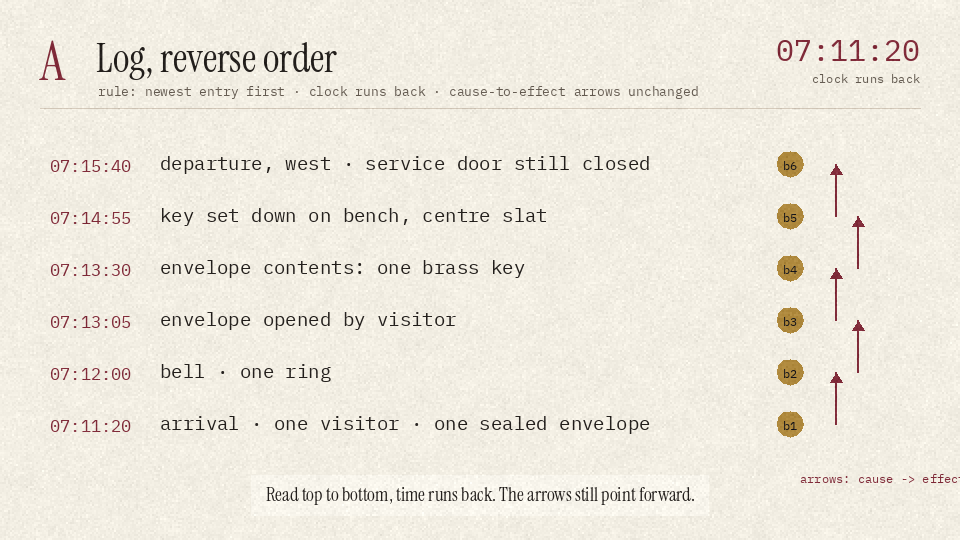 A
Log, reverse order
07:11:20
rule: newest entry first · clock runs back · cause-to-effect arrows unchanged
clock runs back
07:15:40 departure, west · service door still closed b6
07:14:55 key set down on bench, centre slat b5
07:13:30 envelope contents: one brass key b4
07:13:05 envelope opened by visitor b3
07:12:00 bell · one ring b2
07:11:20 arrival · one visitor · one sealed envelope b1
arrows: cause -> effect
Read top to bottom, time runs back. The arrows still point forward.